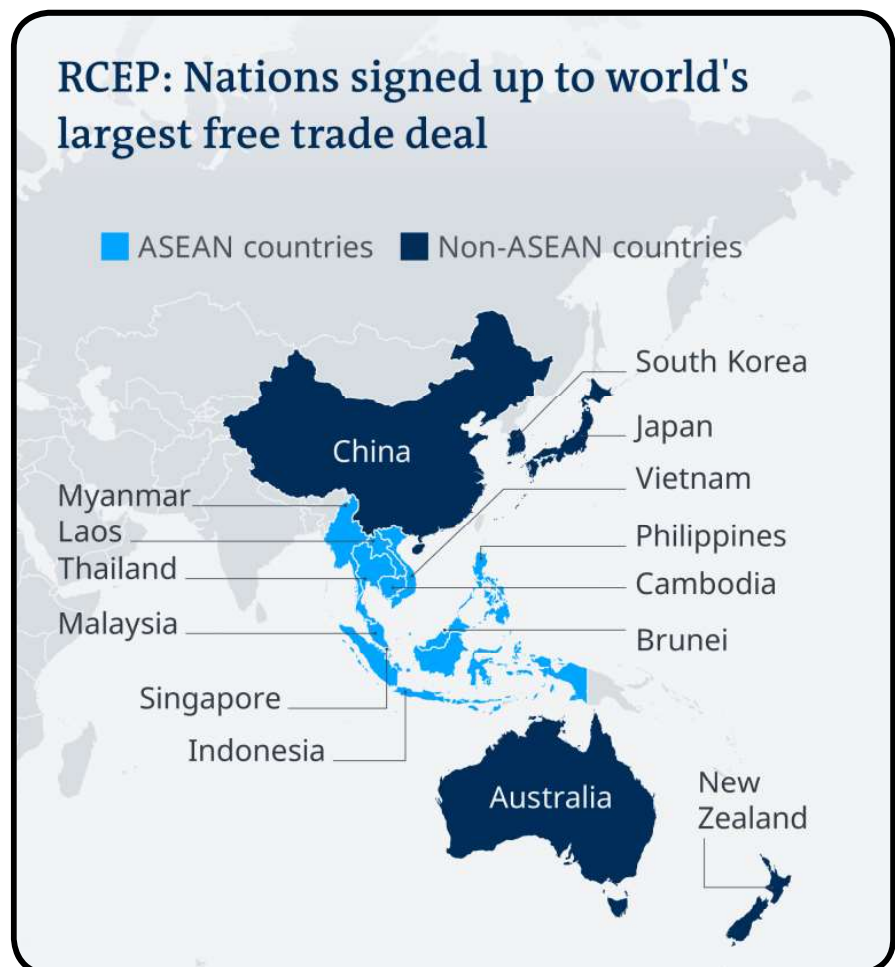 RCEP: Nations signed up to world's
largest free trade deal
ASEAN countries
Non-ASEAN countries
South Korea
Japan
China
Vietnam
Myanmar
Laos
Philippines
Thailand
Cambodia
Malaysia
Brunei
Singapore
Indonesia
New
Zealand
Australia